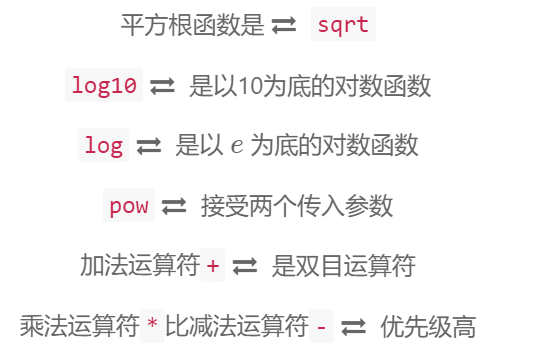 平方根函数是 ⇄ sqrt
log10 ⇄ 是以10为底的对数函数
log ⇄ 是以 e 为底的对数函数
pow ⇄ 接受两个传入参数
加法运算符 + ⇄ 是双目运算符
乘法运算符 * 比减法运算符 - ⇄ 优先级高